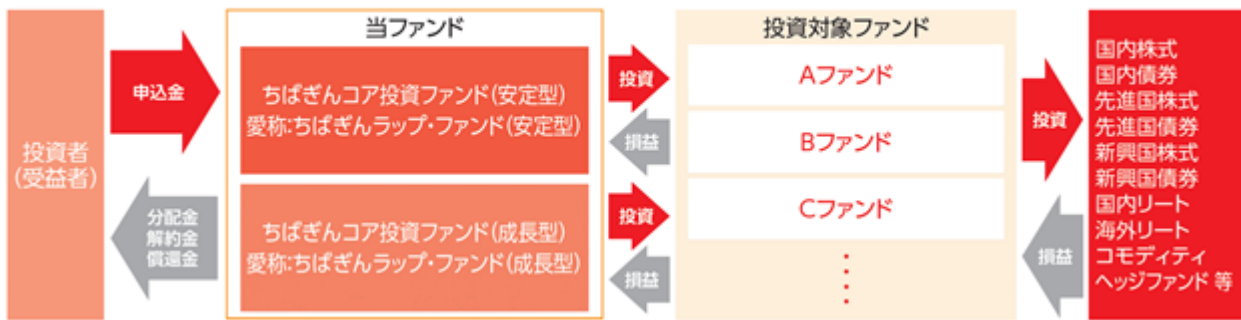 投資者
(受益者)
申込金
分配金
解約金
償還金
当ファンド
ちばぎんコア投資ファンド(安定型)
愛称:ちばぎんラップ・ファンド(安定型)
ちばぎんコア投資ファンド(成長型)
愛称:ちばぎんラップ・ファンド(成長型)
投資
損益
投資
損益
投資対象ファンド
Aファンド
Bファンド
Cファンド
投資
損益
国内株式
国内債券
先進国株式
先進国債券
新興国株式
新興国債券
国内リート
海外リート
コモディティ
ヘッジファンド 等